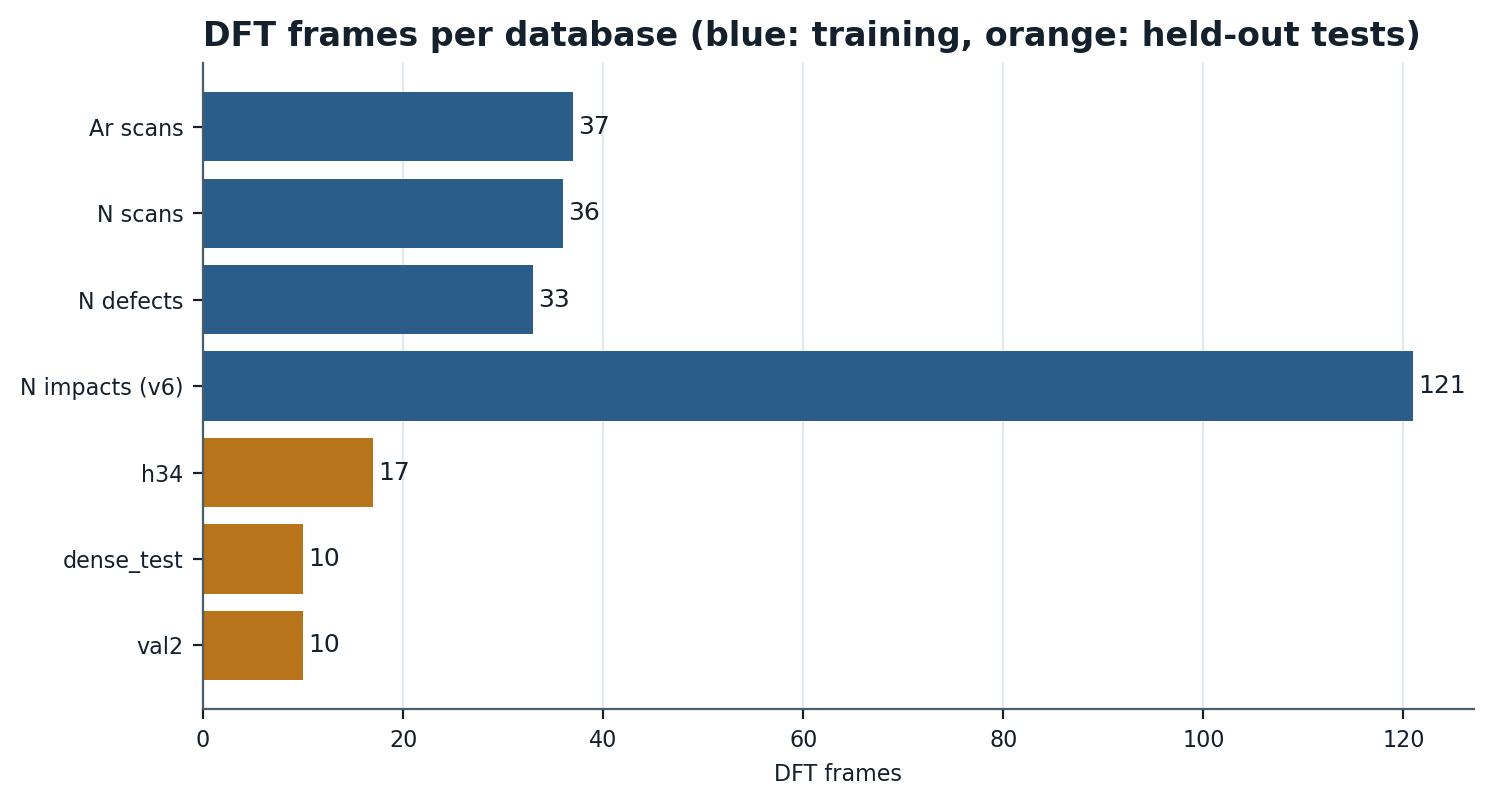 DFT frames per database (blue: training, orange: held-out tests)
Ar scans 37
N scans 36
N defects 33
N impacts (v6) 121
h34 17
dense_test 10
val2 10
0 20 40 60 80 100 120
DFT frames